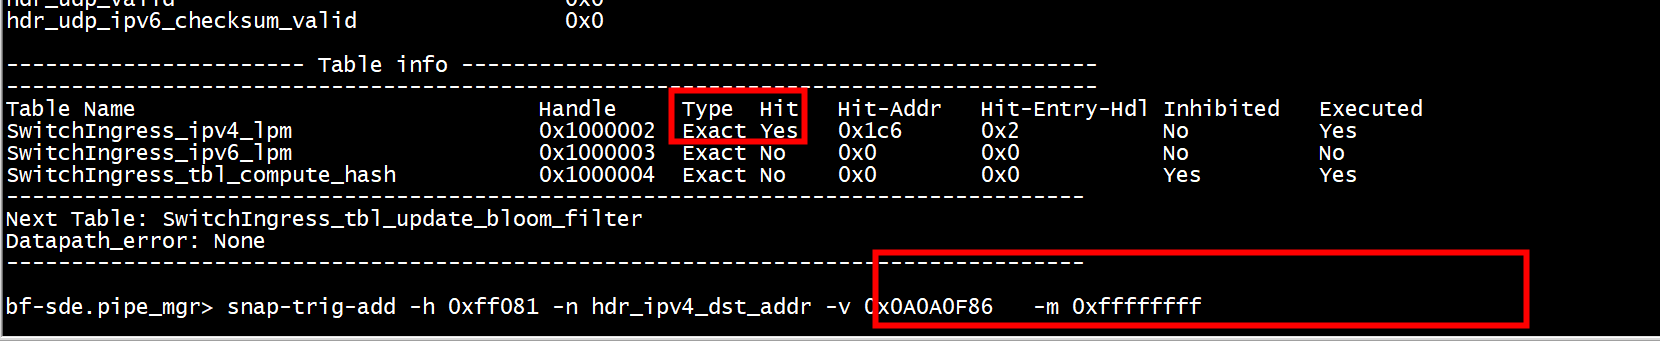 hdr_udp_valid 0x0
hdr_udp_ipv6_checksum_valid 0x0
----------------------- Table info -------------------------------------------------
-----------------------------------------------------------------------------------
Table Name Handle Type Hit Hit-Addr Hit-Entry-Hdl Inhibited Executed
SwitchIngress_ipv4_lpm 0x1000002 Exact Yes 0x1c6 0x2 No Yes
SwitchIngress_ipv6_lpm 0x1000003 Exact No 0x0 0x0 No No
SwitchIngress_tbl_compute_hash 0x1000004 Exact No 0x0 0x0 Yes Yes
-----------------------------------------------------------------------------------
Next Table: SwitchIngress_tbl_update_bloom_filter
Datapath_error: None
-----------------------------------------------------------------------------------
bf-sde.pipe_mgr> snap-trig-add -h 0xff081 -n hdr_ipv4_dst_addr -v 0x0A0A0F86 -m 0xffffffff